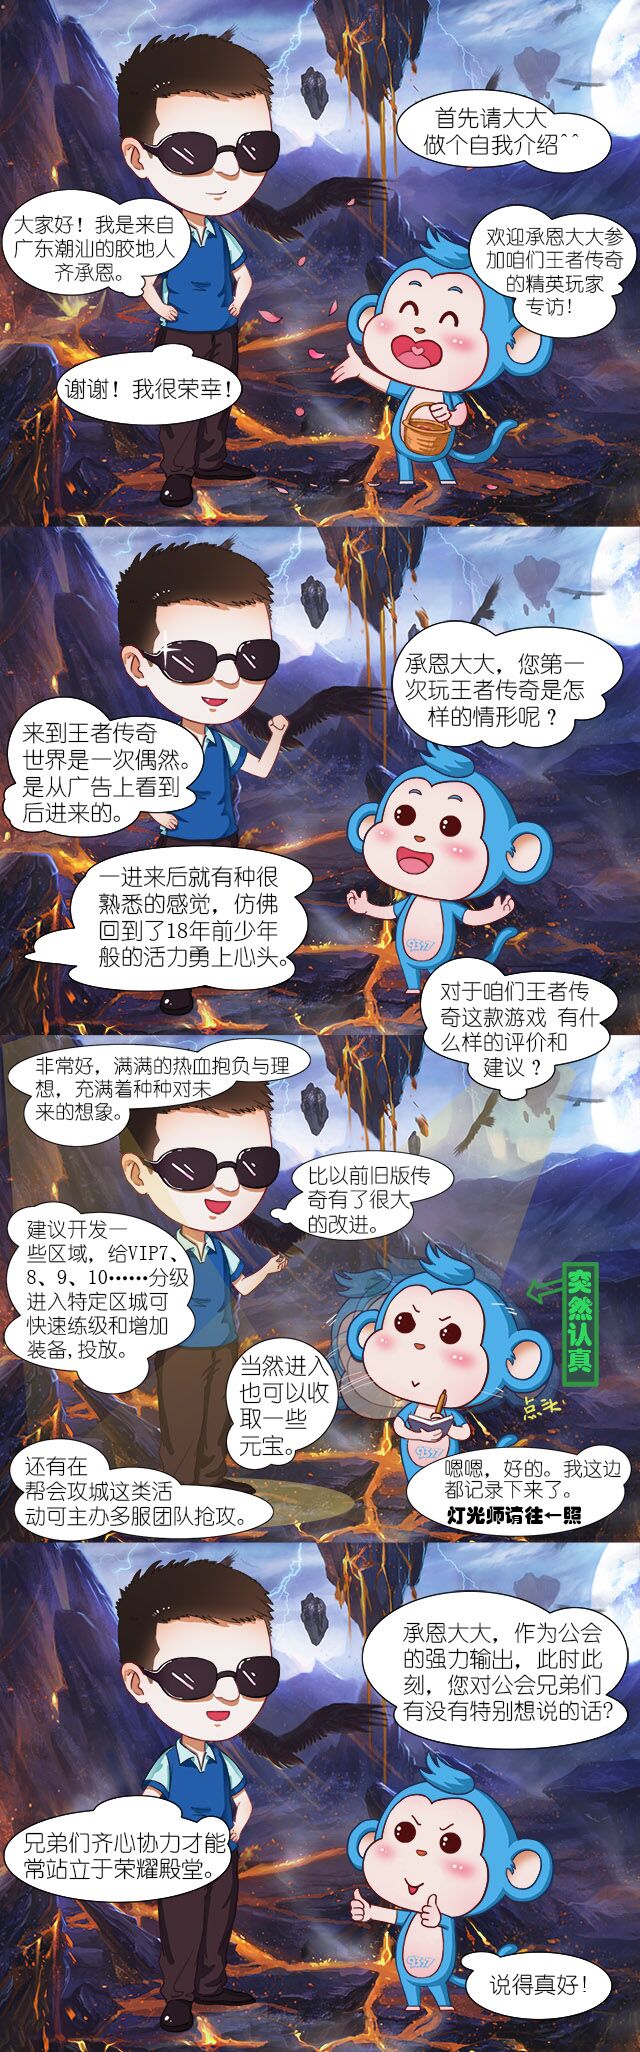 首先请大大
做个自我介绍^^
大家好！我是来自
广东潮汕的胶地人
齐承恩。
欢迎承恩大大参
加咱们王者传奇
的精英玩家
专访！
谢谢！我很荣幸！
承恩大大，您第一
次玩王者传奇是怎
样的情形呢？
来到王者传奇
世界是一次偶然。
是从广告上看到
后进来的。
一进来后就有种很
熟悉的感觉，仿佛
回到了18年前少年
般的活力勇上心头。
9377
对于咱们王者传
奇这款游戏 有什
么样的评价和
建议？
非常好，满满的热血抱负与理
想，充满着种种对未
来的想象。
比以前旧版传
奇有了很大
的改进。
建议开发一
些区域，给VIP7、
8、9、10……分级
进入特定区城可
快速练级和增加
装备,投放。
突然认真
当然进入
也可以收
取一些
元宝。
点头
9377
还有在
帮会攻城这类活
动可主办多服团队抢攻。
嗯嗯，好的。我这边
都记录下来了。
灯光师请往←照
承恩大大，作为公会
的强力输出，此时此
刻，您对公会兄弟们
有没有特别想说的话?
兄弟们齐心协力才能
常站立于荣耀殿堂。
9377
说得真好！